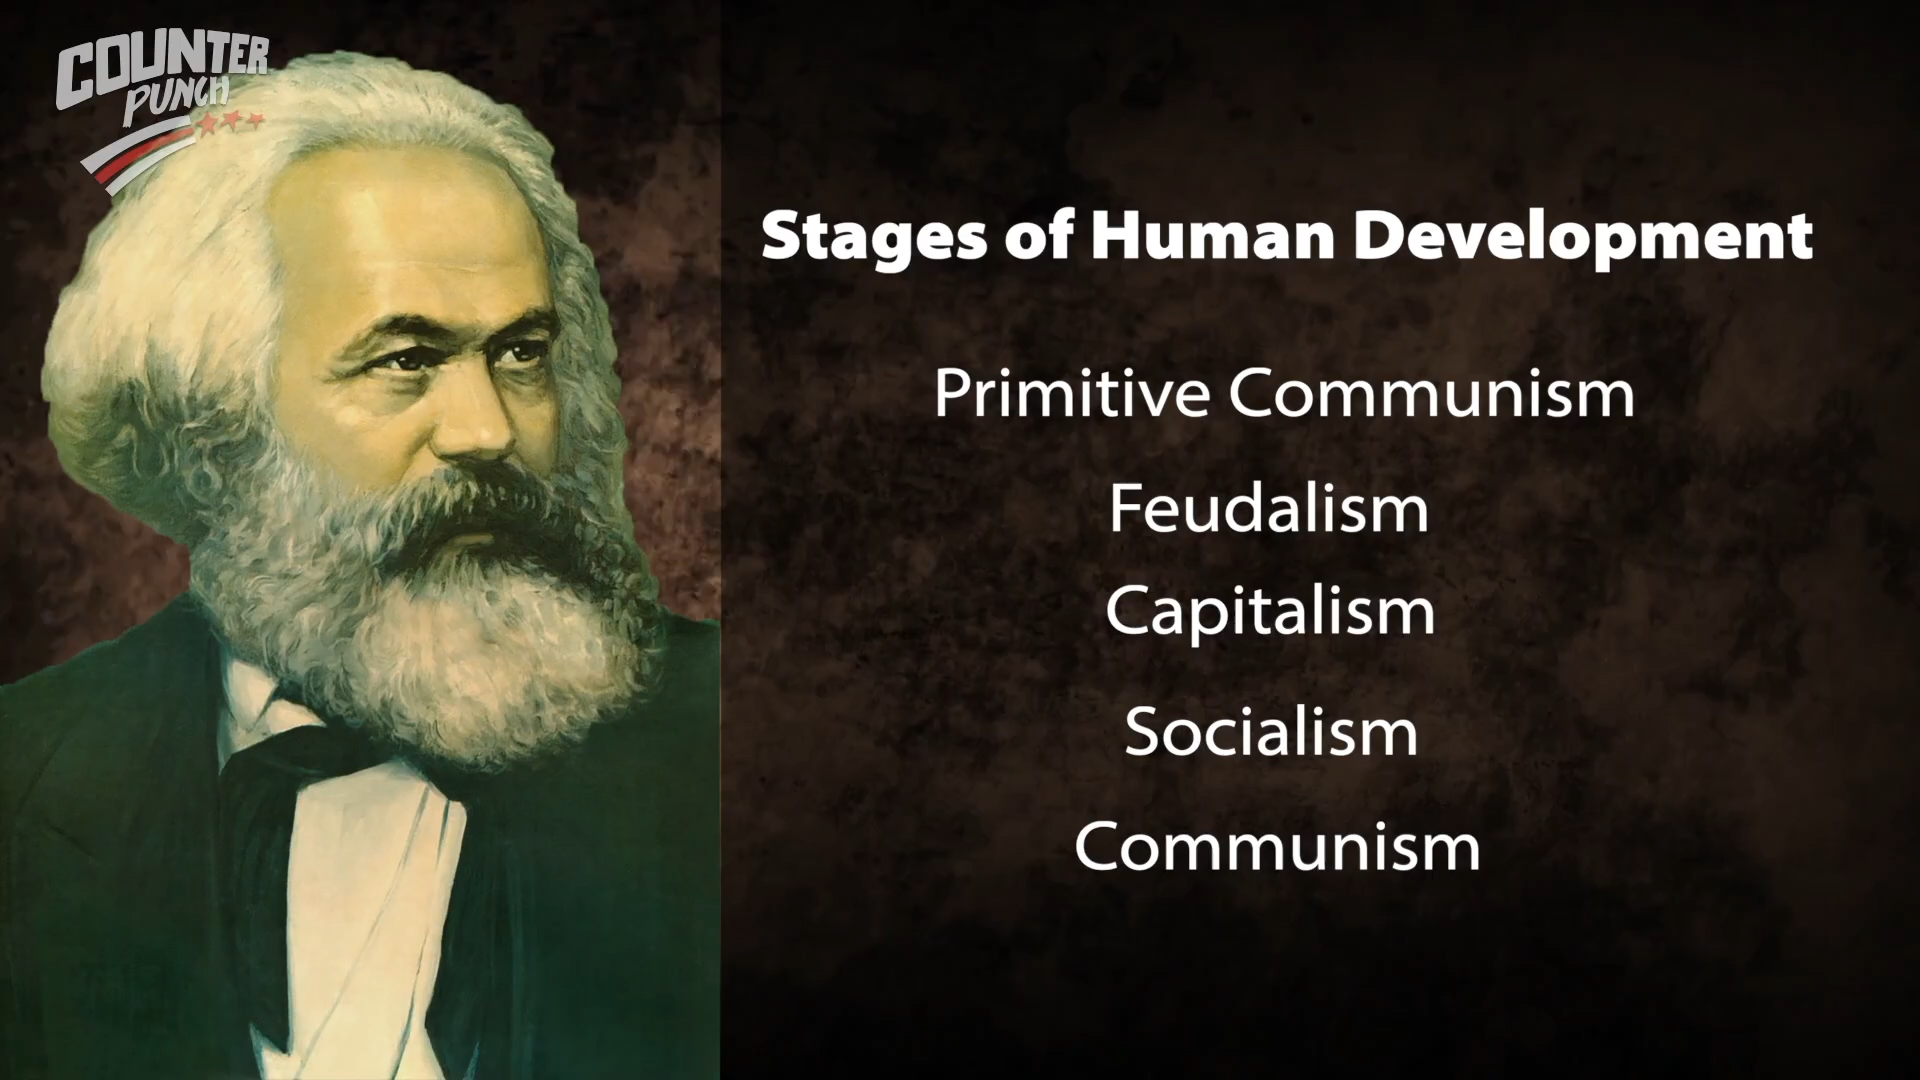 COUNTER
PUNCH
Stages of Human Development
Primitive Communism
Feudalism
Capitalism
Socialism
Communism